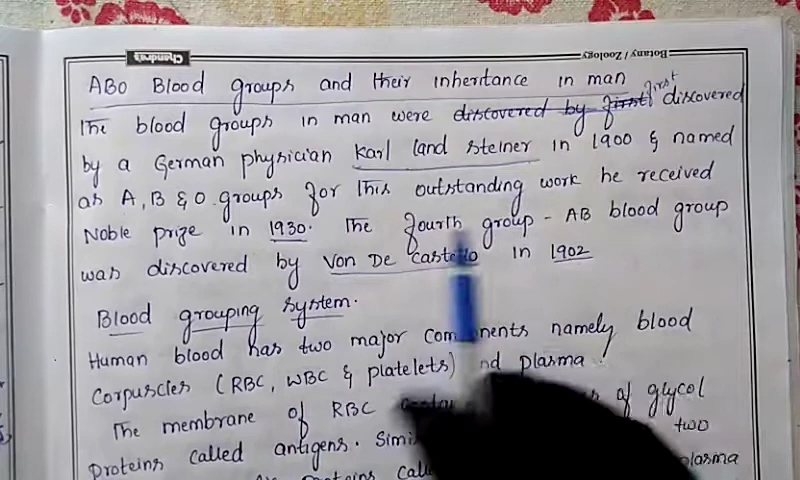 Chandra's
Botany / Zoology
ABO Blood groups and their inheritance in man
The blood groups in man were discovered by first first discovered
by a German physician Karl land steiner in 1900 & named
as A, B & O groups for this outstanding work he received
Noble prize in 1930. The fourth group - AB blood group
was discovered by Von De Castello in 1902
Blood grouping system.
Human blood has two major components namely blood
Corpuscles (RBC, WBC & platelets) and plasma.
The membrane of RBC of glycol
Proteins called antigens. two
plasma